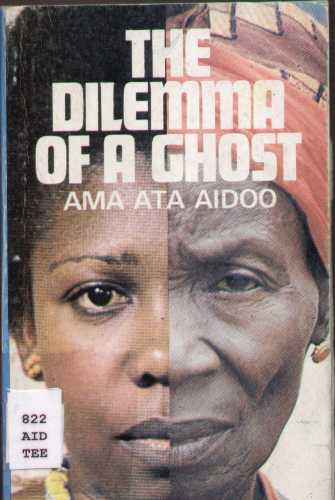 THE
DILEMMA
OF A GHOST
AMA ATA AIDOO
822
AID
TEE